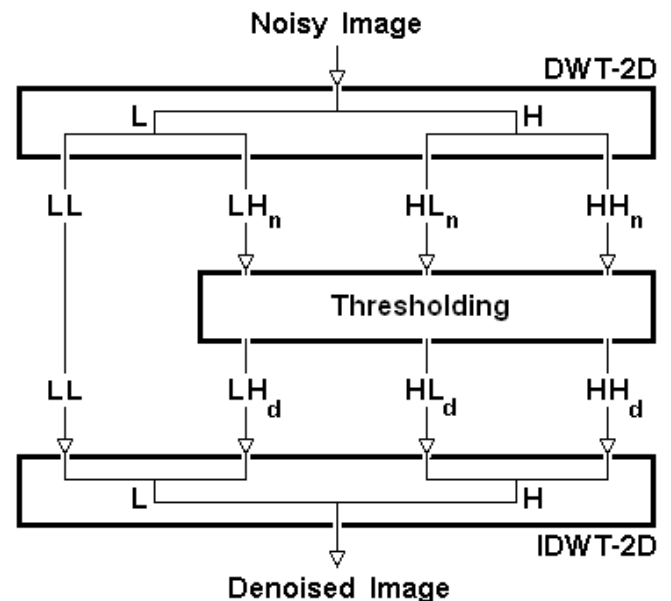 Noisy Image
DWT-2D
L H
LL LHn HLn HHn
Thresholding
LL LHd HLd HHd
L H
IDWT-2D
Denoised Image